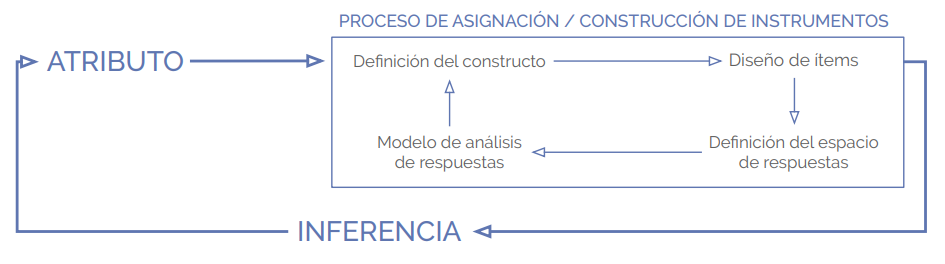 PROCESO DE ASIGNACIÓN / CONSTRUCCIÓN DE INSTRUMENTOS
ATRIBUTO
Definición del constructo
Diseño de ítems
Modelo de análisis
de respuestas
Definición del espacio
de respuestas
INFERENCIA